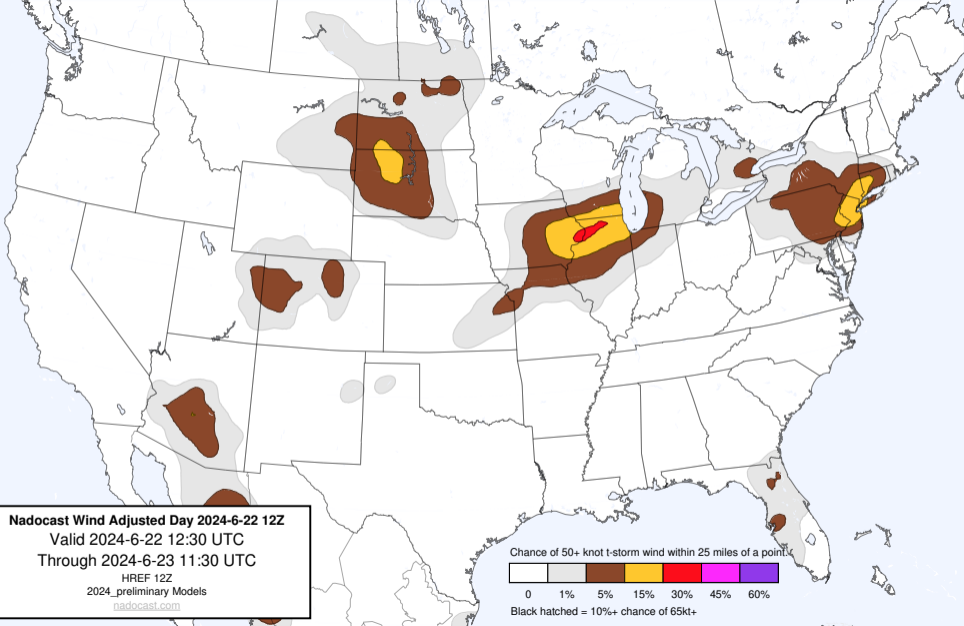 Nadocast Wind Adjusted Day 2024-6-22 12Z
Valid 2024-6-22 12:30 UTC
Through 2024-6-23 11:30 UTC
HREF 12Z
2024_preliminary Models
nadocast.com
Chance of 50+ knot t-storm wind within 25 miles of a point.
0 1% 5% 15% 30% 45% 60%
Black hatched = 10%+ chance of 65kt+